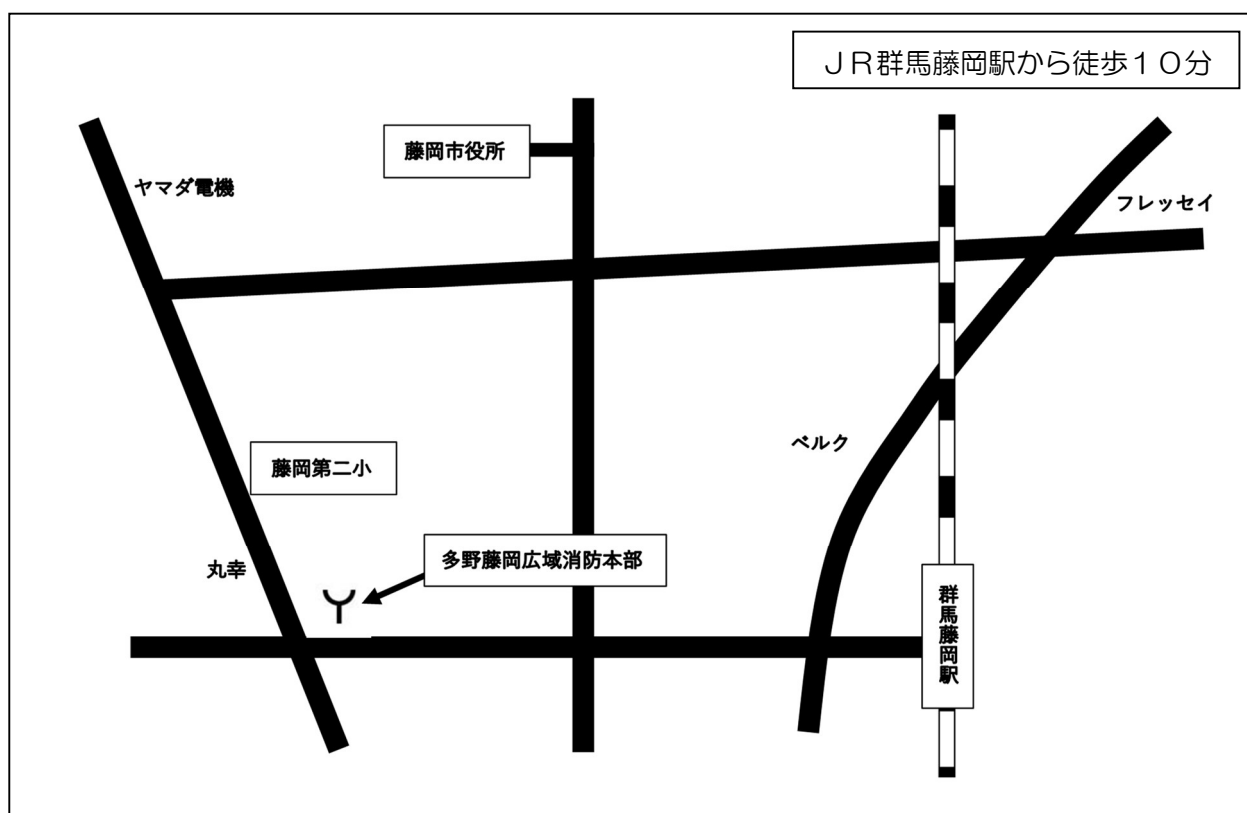 ＪＲ群馬藤岡駅から徒歩１０分
藤岡市役所
ヤマダ電機
フレッセイ
ベルク
藤岡第二小
多野藤岡広域消防本部
丸幸
群馬藤岡駅